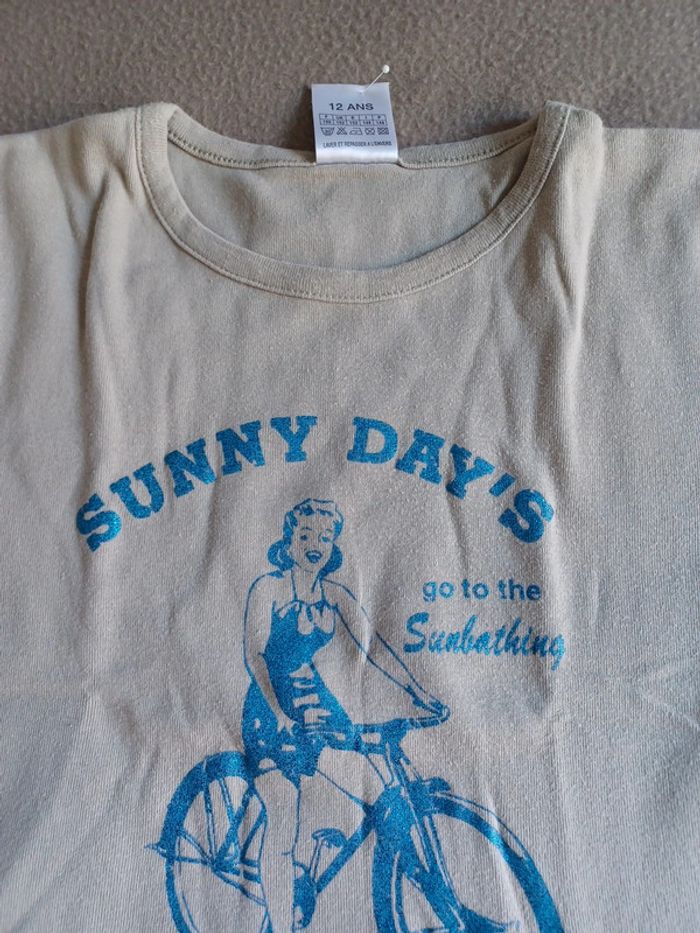 12 ANS
LAVER ET REPASSER A L'ENVERS
SUNNY DAY'S
go to the
Sunbathing